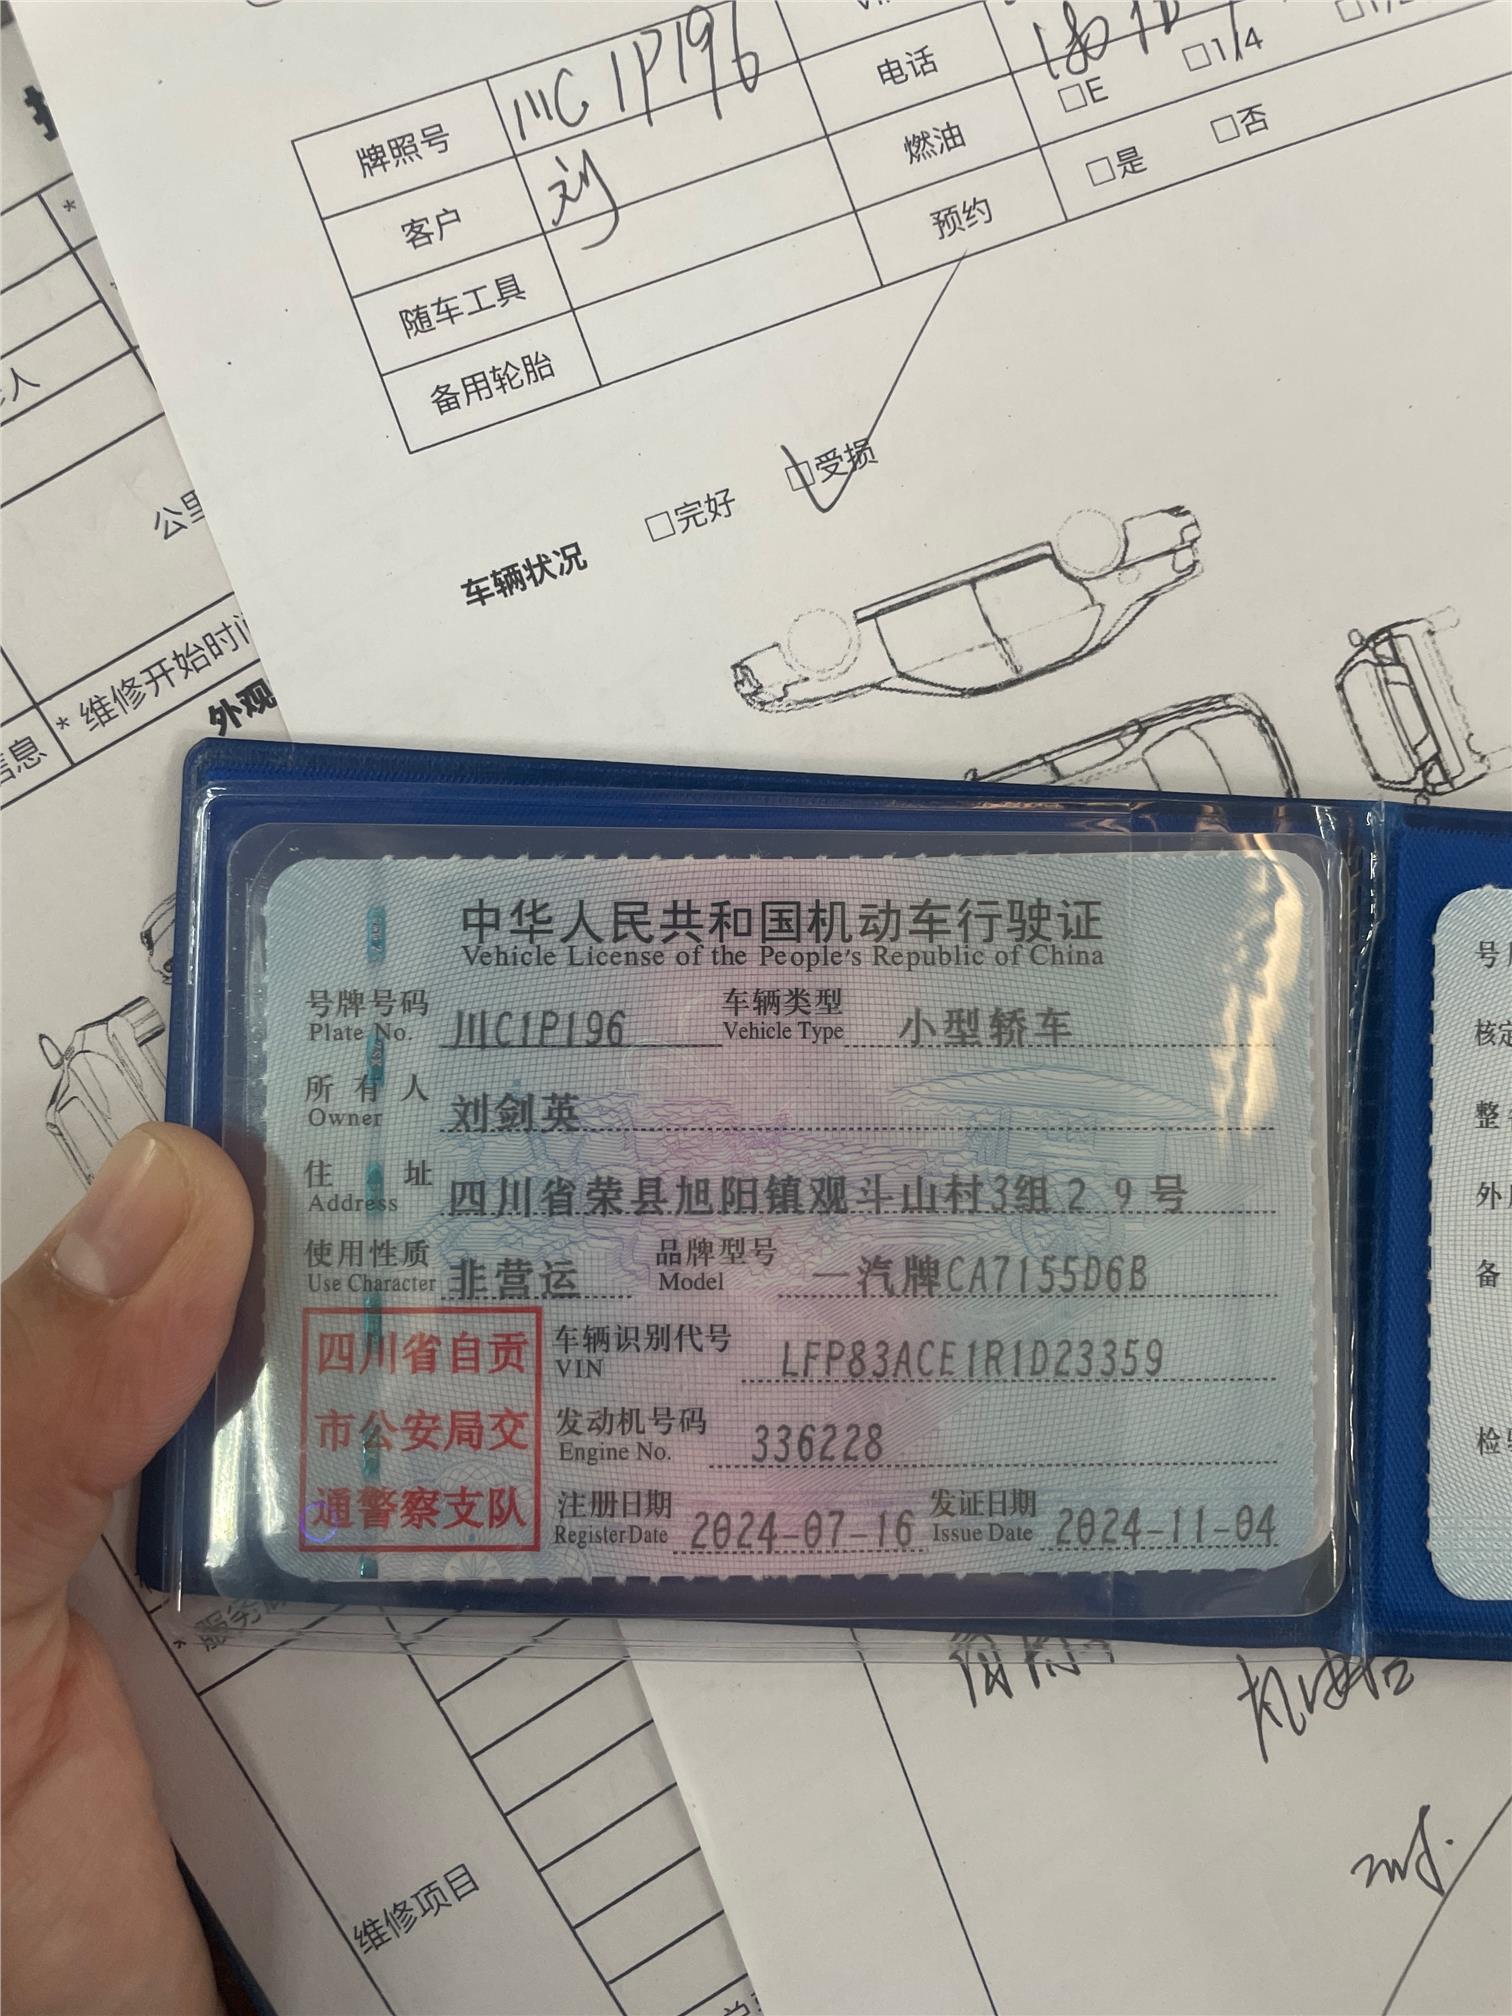 牌照号 川C 1P196 电话
客户 刘 燃油 □E □1/4
随车工具 预约 □是 □否
备用轮胎
车辆状况 □完好 □受损
公里
* 维修开始时间
信息
外观
中华人民共和国机动车行驶证
Vehicle License of the People's Republic of China
号牌号码 川C1P196 车辆类型 小型轿车
Plate No. Vehicle Type
所有人 刘剑英
Owner
住址 四川省荣县旭阳镇观斗山村3组29号
Address
使用性质 非营运 品牌型号 一汽牌CA7155D6B
Use Character Model
四川省自贡
市公安局交
通警察支队
车辆识别代号 LFP83ACE1R1D23359
VIN
发动机号码 336228
Engine No.
注册日期 2024-07-16 发证日期 2024-11-04
Register Date Issue Date
号
核定
整
外
备
检
维修项目